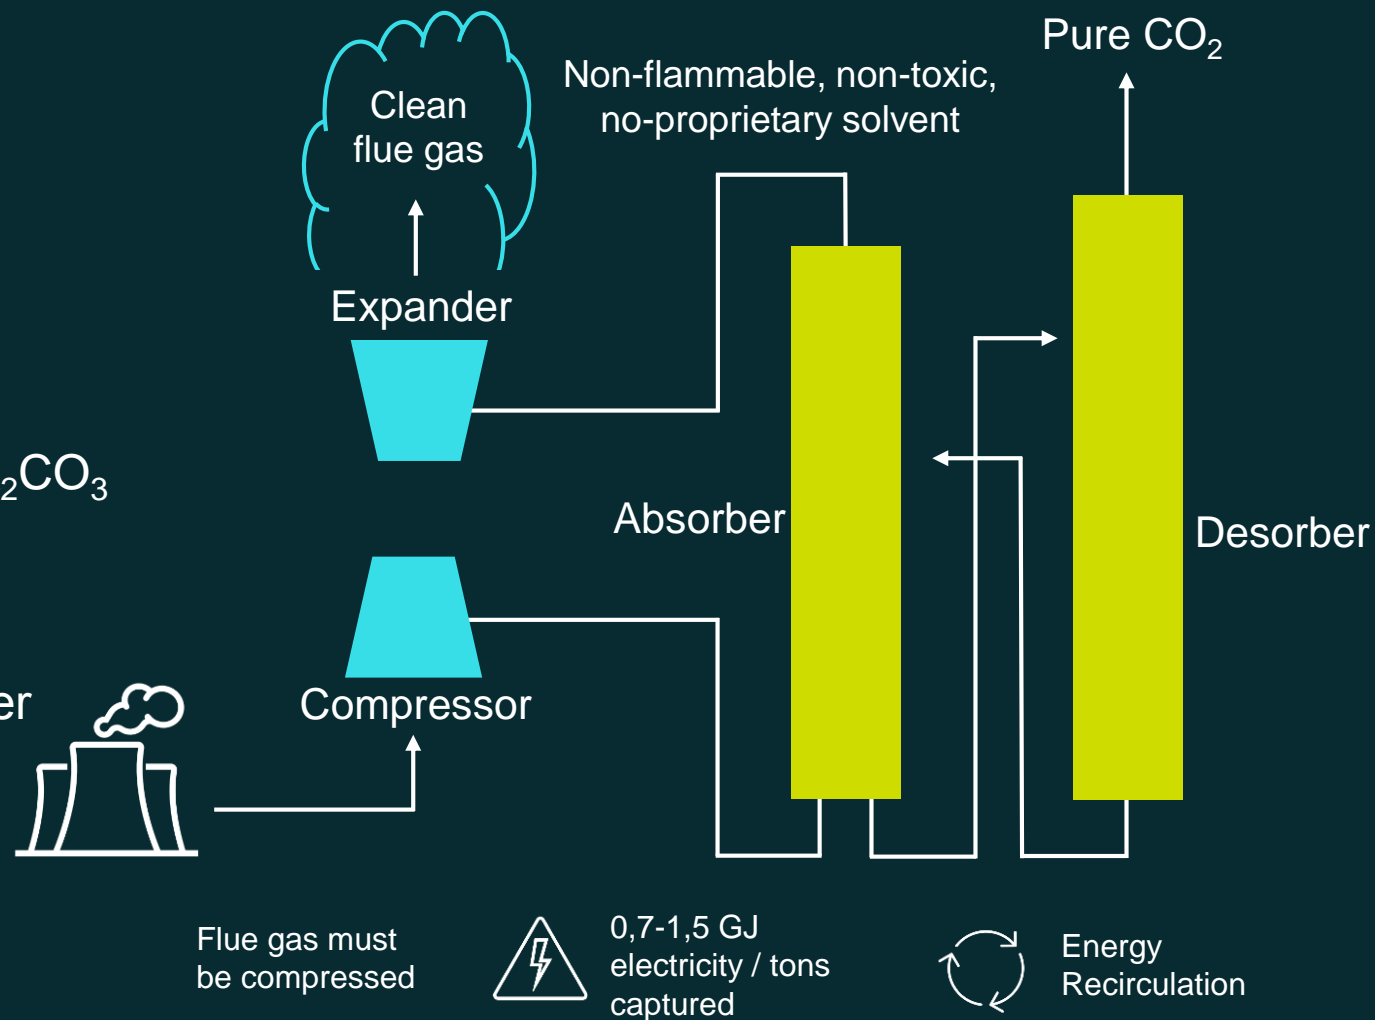 Pure CO₂
Non-flammable, non-toxic,
no-proprietary solvent
Clean
flue gas
Expander
₂CO₃
Absorber
Desorber
er
Compressor
Flue gas must
be compressed
0,7-1,5 GJ
electricity / tons
captured
Energy
Recirculation